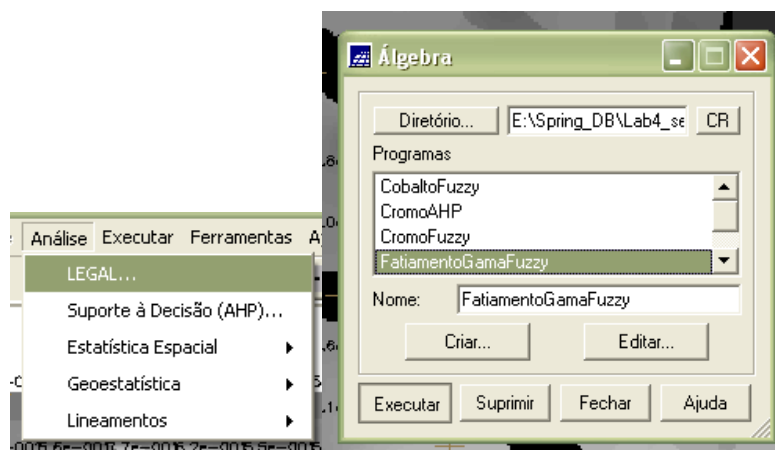 Álgebra
Diretório... E:\Spring_DB\Lab4_se CR
Programas
CobaltoFuzzy
CromoAHP
CromoFuzzy
FatiamentoGamaFuzzy
Nome: FatiamentoGamaFuzzy
Criar... Editar...
Executar Suprimir Fechar Ajuda
Análise Executar Ferramentas A
LEGAL...
Suporte à Decisão (AHP)...
Estatística Espacial
Geoestatística
Lineamentos